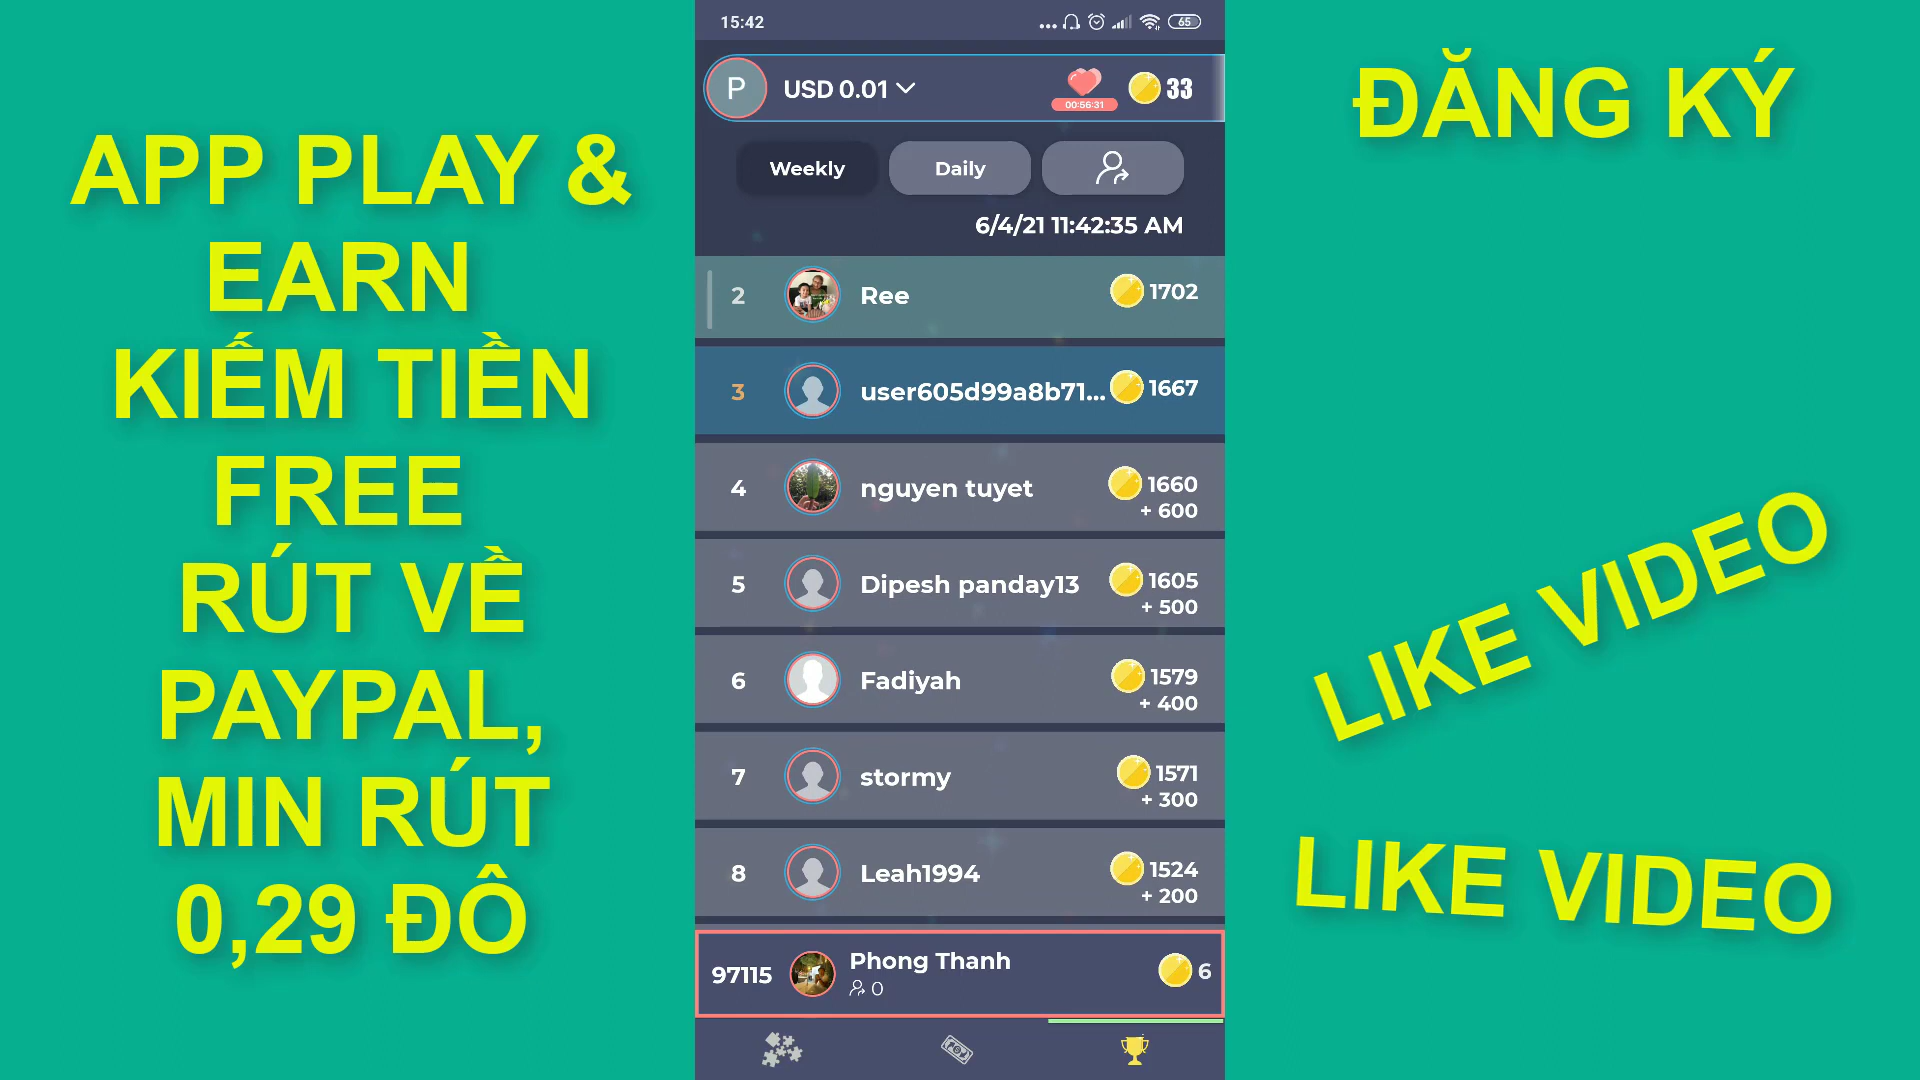 APP PLAY &
EARN
KIẾM TIỀN
FREE
RÚT VỀ
PAYPAL,
MIN RÚT
0,29 ĐÔ
15:42
65
P
USD 0.01
00:56:31
33
Weekly
Daily
6/4/21 11:42:35 AM
2 Ree 1702
3 user605d99a8b71... 1667
4 nguyen tuyet 1660
+ 600
5 Dipesh panday13 1605
+ 500
6 Fadiyah 1579
+ 400
7 stormy 1571
+ 300
8 Leah1994 1524
+ 200
97115 Phong Thanh 6
0
ĐĂNG KÝ
LIKE VIDEO
LIKE VIDEO